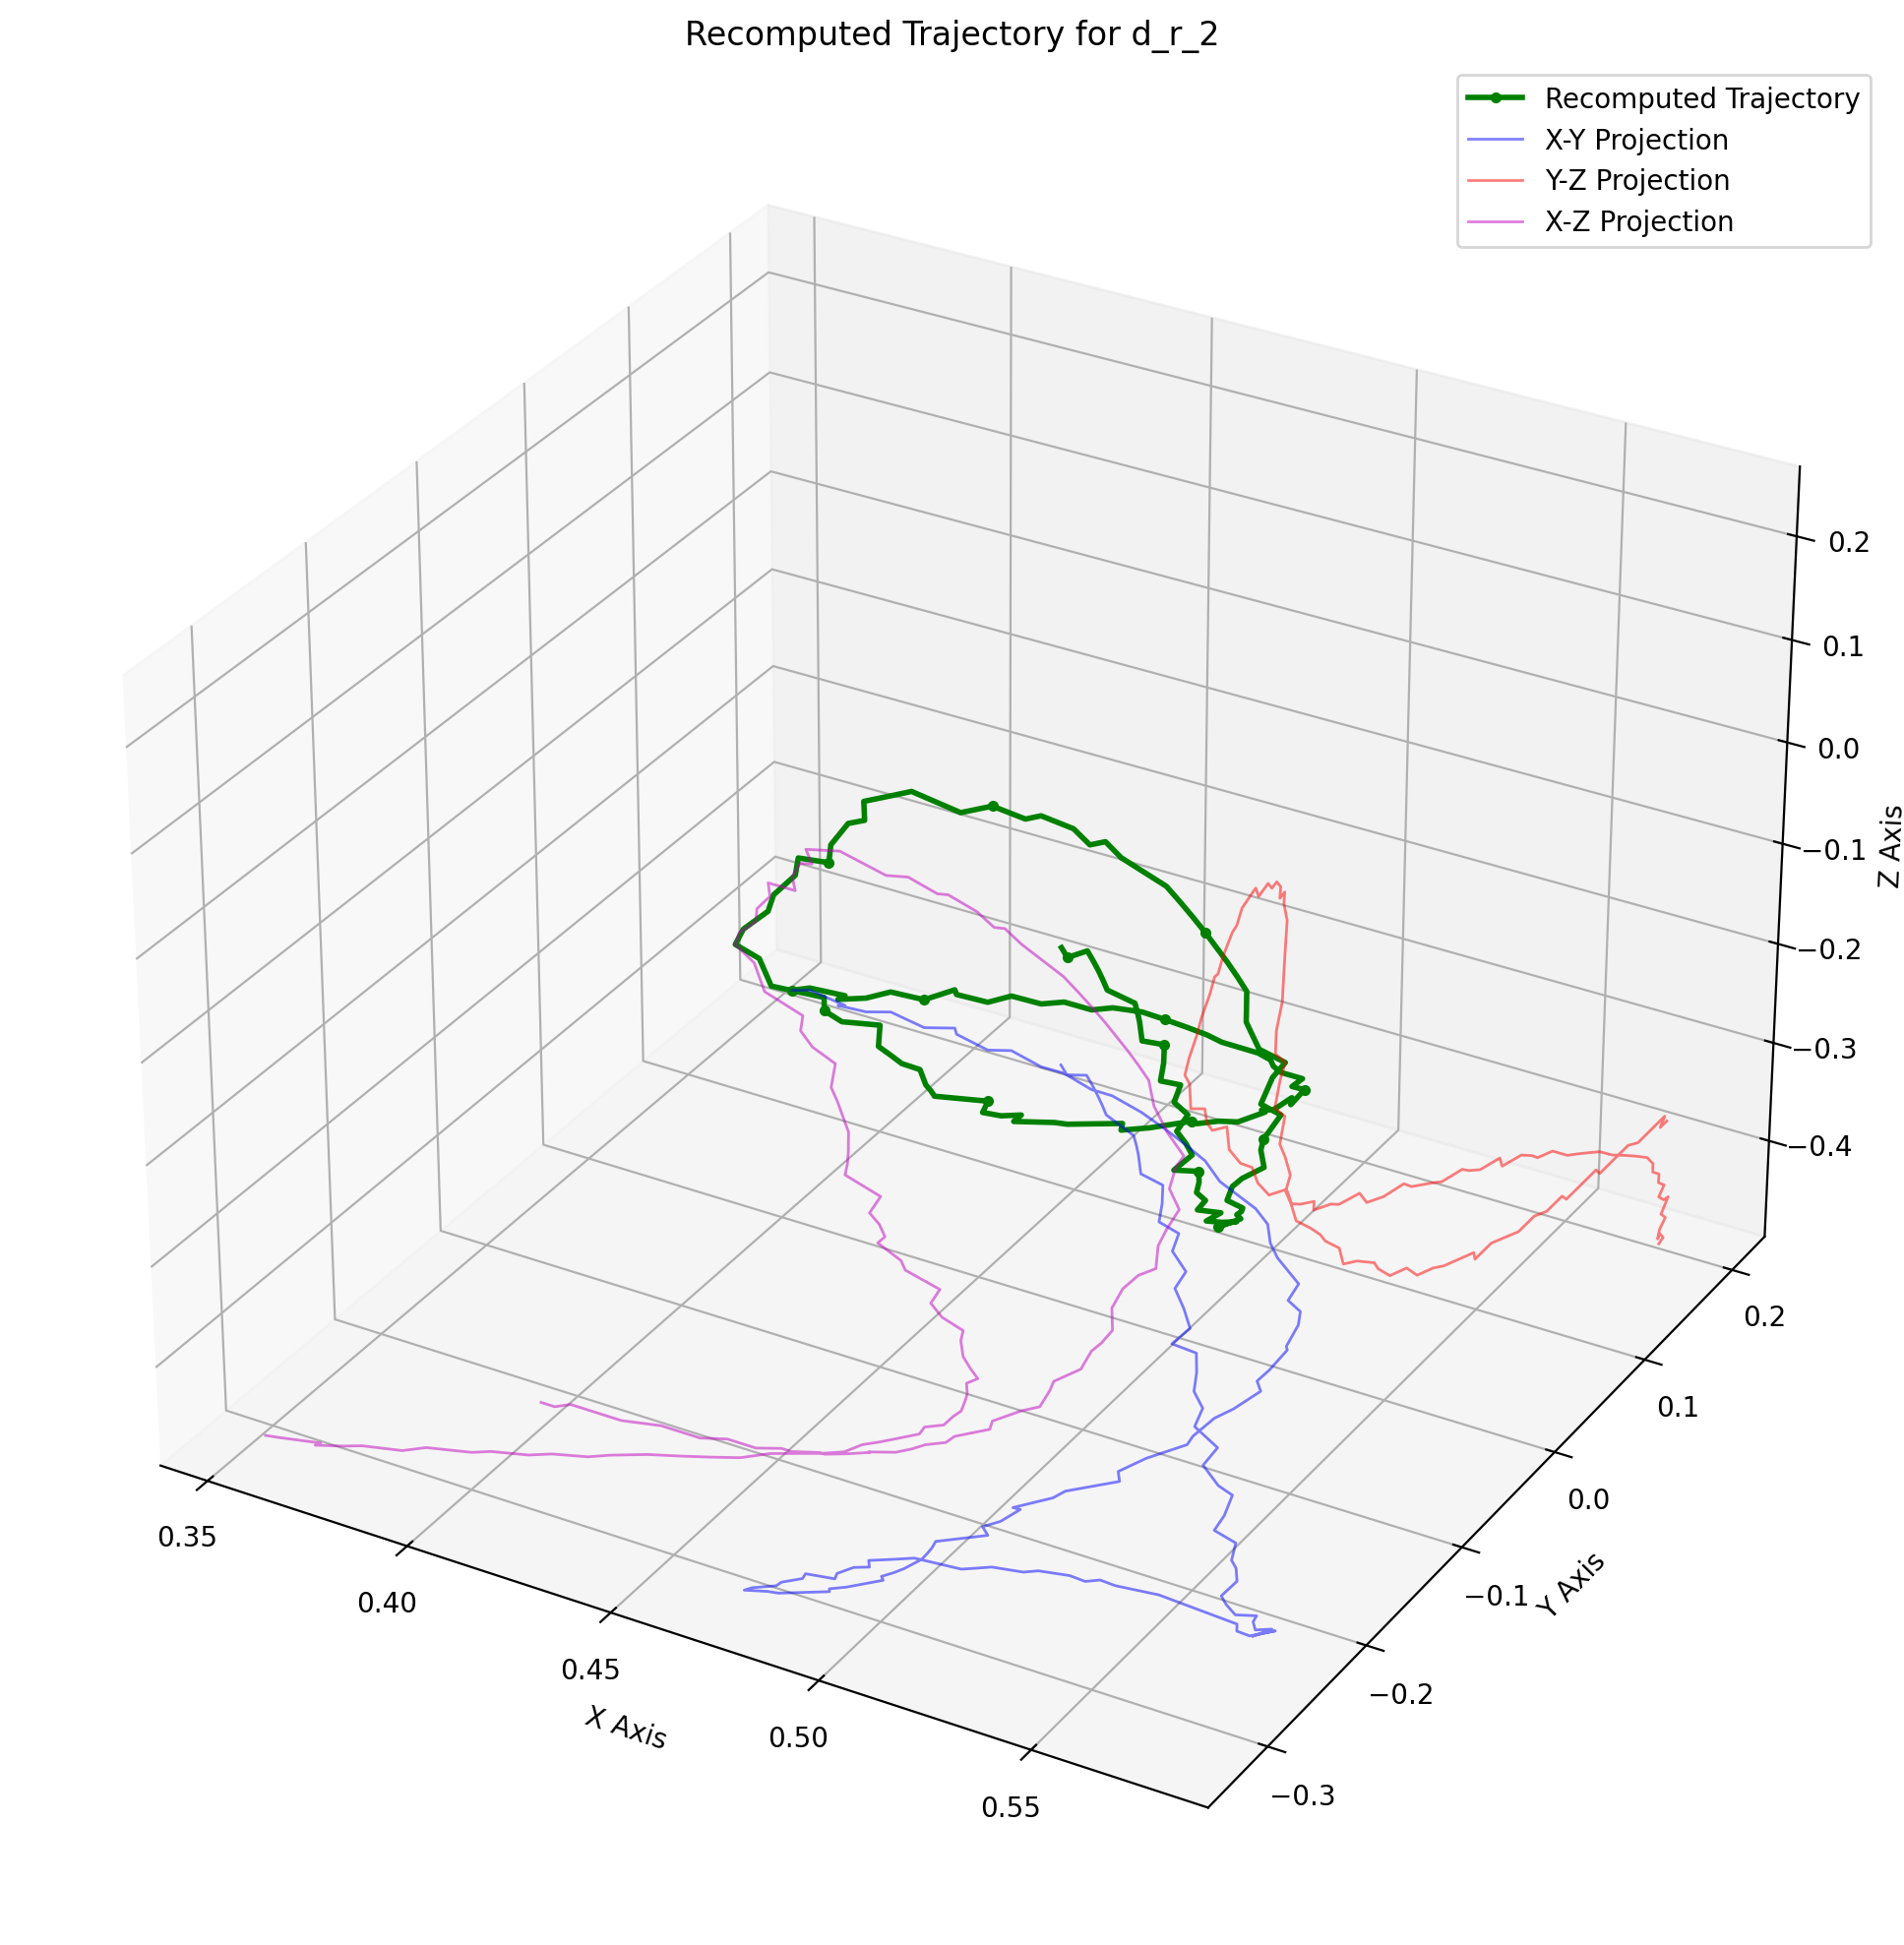 Recomputed Trajectory for d_r_2
Recomputed Trajectory
X-Y Projection
Y-Z Projection
X-Z Projection
0.2
0.1
0.0
−0.1
−0.2
−0.3
−0.4
Z Axis
0.2
0.1
0.0
−0.1
−0.2
−0.3
Y Axis
0.35
0.40
0.45
0.50
0.55
X Axis